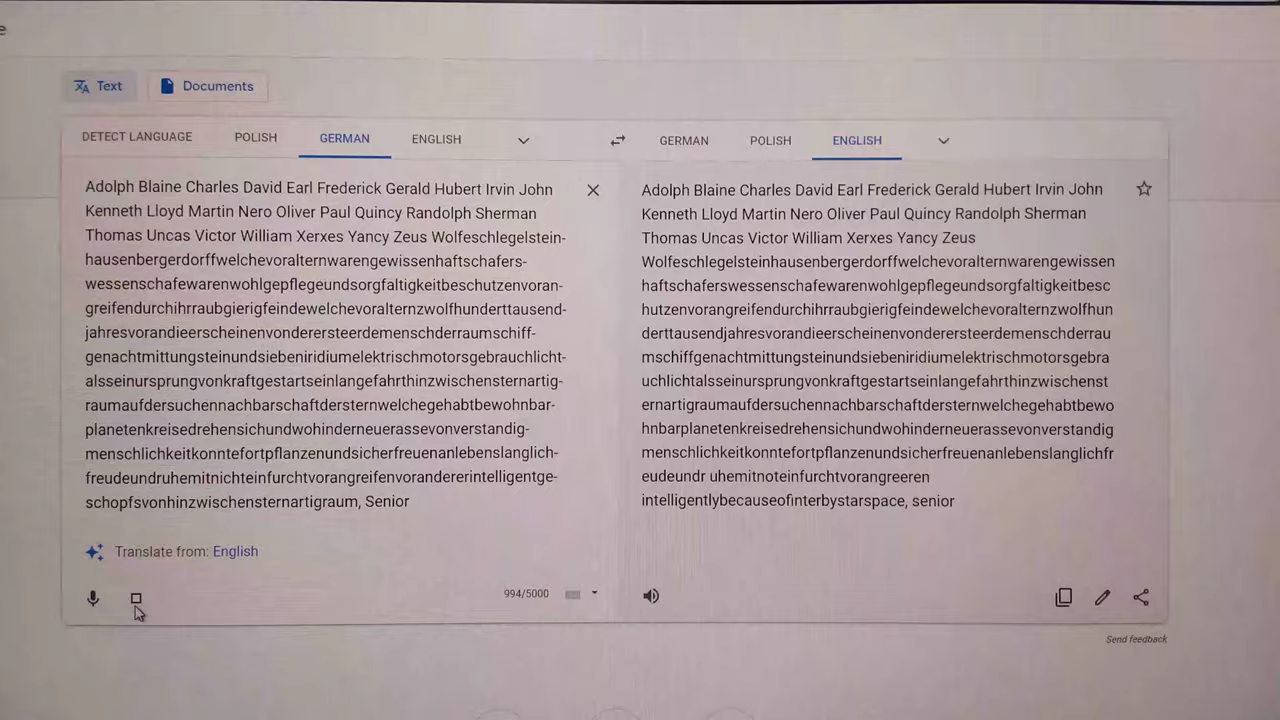 e
Text Documents
DETECT LANGUAGE POLISH GERMAN ENGLISH
GERMAN POLISH ENGLISH
Adolph Blaine Charles David Earl Frederick Gerald Hubert Irvin John
Kenneth Lloyd Martin Nero Oliver Paul Quincy Randolph Sherman
Thomas Uncas Victor William Xerxes Yancy Zeus Wolfeschlegelstein-
hausenbergerdorffwelchevoralternwarengewissenhaftschafers-
wessenschafewarenwohlgepflegeundsorgfaltigkeitbeschutzenvoran-
greifendurchihrraubgierigfeindewelchevoralternzwolfhunderttausend-
jahresvorandieerscheinenvonderersteerdemenschderraumschiff-
genachtmittungsteinundsiebeniridiumelektrischmotorsgebrauchlicht-
alsseinursprungvonkraftgestartseinlangefahrthinzwischensternartig-
raumaufdersuchennachbarschaftdersternwelchegehabtbewohnbar-
planetenkreisedrehensichundwohinderneuerassevonverstandig-
menschlichkeitkonntefortpflanzenundsicherfreuenanlebenslanglich-
freudeundruhemitnichteinfurchtvorangreifenvorandererintelligentge-
schopfsvonhinzwischensternartigraum, Senior
Translate from: English
994/5000
Adolph Blaine Charles David Earl Frederick Gerald Hubert Irvin John
Kenneth Lloyd Martin Nero Oliver Paul Quincy Randolph Sherman
Thomas Uncas Victor William Xerxes Yancy Zeus
Wolfeschlegelsteinhausenbergerdorffwelchevoralternwarengewissen
haftschaferswessenschafewarenwohlgepflegeundsorgfaltigkeitbesc
hutzenvorangreifendurchihrraubgierigfeindewelchevoralternzwolfhun
derttausendjahresvorandieerscheinenvonderersteerdemenschderrau
mschiffgenachtmittungsteinundsiebeniridiumelektrischmotorsgebra
uchlichtalsseinursprungvonkraftgestartseinlangefahrthinzwischenst
ernartigraumaufdersuchennachbarschaftdersternwelchegehabtbewo
hnbarplanetenkreisedrehensichundwohinderneuerassevonverstandig
menschlichkeitkonntefortpflanzenundsicherfreuenanlebenslanglichfr
eudeundr uhemitnoteinfurchtvorangreeren
intelligentlybecauseofinterbystarspace, senior
Send feedback